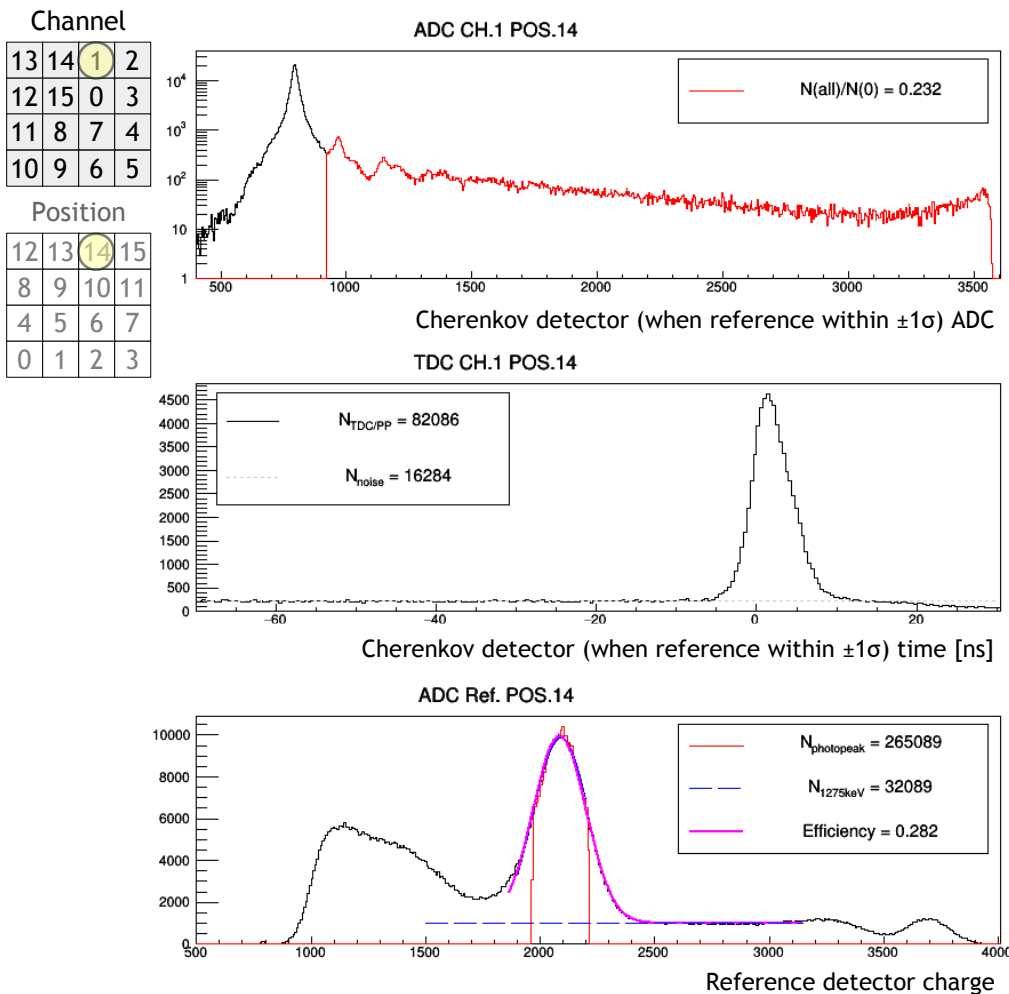 Channel
13 14 1 2
12 15 0 3
11 8 7 4
10 9 6 5
Position
12 13 14 15
8 9 10 11
4 5 6 7
0 1 2 3
ADC CH.1 POS.14
N(all)/N(0) = 0.232
10^4
10^3
10^2
10
1
500 1000 1500 2000 2500 3000 3500
Cherenkov detector (when reference within ±1σ) ADC
TDC CH.1 POS.14
N_TDC/PP = 82086
N_noise = 16284
4500
4000
3500
3000
2500
2000
1500
1000
500
0
−60 −40 −20 0 20
Cherenkov detector (when reference within ±1σ) time [ns]
ADC Ref. POS.14
N_photopeak = 265089
N_1275keV = 32089
Efficiency = 0.282
10000
8000
6000
4000
2000
0
500 1000 1500 2000 2500 3000 3500 4000
Reference detector charge